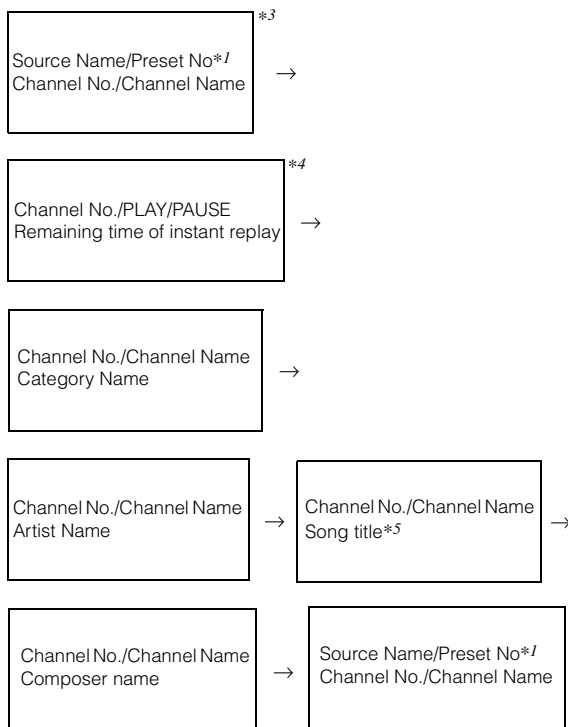 *3
Source Name/Preset No*1
Channel No./Channel Name
→
*4
Channel No./PLAY/PAUSE
Remaining time of instant replay
→
Channel No./Channel Name
Category Name
→
Channel No./Channel Name
Artist Name
→
Channel No./Channel Name
Song title*5
→
Channel No./Channel Name
Composer name
→
Source Name/Preset No*1
Channel No./Channel Name